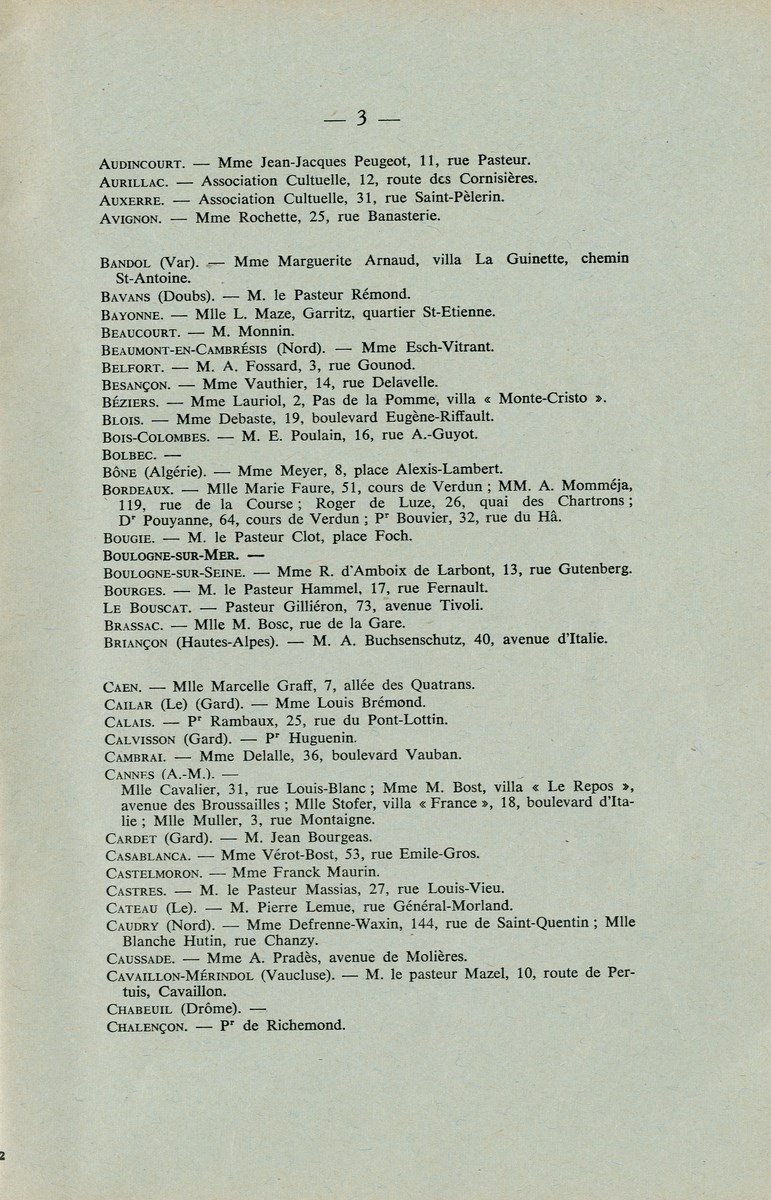 — 3 —
AUDINCOURT. — Mme Jean-Jacques Peugeot, 11, rue Pasteur.
AURILLAC. — Association Cultuelle, 12, route des Cornisières.
AUXERRE. — Association Cultuelle, 31, rue Saint-Pèlerin.
AVIGNON. — Mme Rochette, 25, rue Banasterie.
BANDOL (Var). — Mme Marguerite Arnaud, villa La Guinette, chemin
St-Antoine.
BAVANS (Doubs). — M. le Pasteur Rémond.
BAYONNE. — Mlle L. Maze, Garritz, quartier St-Etienne.
BEAUCOURT. — M. Monnin.
BEAUMONT-EN-CAMBRÉSIS (Nord). — Mme Esch-Vitrant.
BELFORT. — M. A. Fossard, 3, rue Gounod.
BESANÇON. — Mme Vauthier, 14, rue Delavelle.
BÉZIERS. — Mme Lauriol, 2, Pas de la Pomme, villa « Monte-Cristo ».
BLOIS. — Mme Debaste, 19, boulevard Eugène-Riffault.
BOIS-COLOMBES. — M. E. Poulain, 16, rue A.-Guyot.
BOLBEC. —
BÔNE (Algérie). — Mme Meyer, 8, place Alexis-Lambert.
BORDEAUX. — Mlle Marie Faure, 51, cours de Verdun ; MM. A. Momméja,
119, rue de la Course ; Roger de Luze, 26, quai des Chartrons ;
Dr Pouyanne, 64, cours de Verdun ; Pr Bouvier, 32, rue du Hâ.
BOUGIE. — M. le Pasteur Clot, place Foch.
BOULOGNE-SUR-MER. —
BOULOGNE-SUR-SEINE. — Mme R. d'Amboix de Larbont, 13, rue Gutenberg.
BOURGES. — M. le Pasteur Hammel, 17, rue Fernault.
LE BOUSCAT. — Pasteur Gilliéron, 73, avenue Tivoli.
BRASSAC. — Mlle M. Bosc, rue de la Gare.
BRIANÇON (Hautes-Alpes). — M. A. Buchsenschutz, 40, avenue d'Italie.
CAEN. — Mlle Marcelle Graff, 7, allée des Quatrans.
CAILAR (Le) (Gard). — Mme Louis Brémond.
CALAIS. — Pr Rambaux, 25, rue du Pont-Lottin.
CALVISSON (Gard). — Pr Huguenin.
CAMBRAI. — Mme Delalle, 36, boulevard Vauban.
CANNES (A.-M.). —
Mlle Cavalier, 31, rue Louis-Blanc ; Mme M. Bost, villa « Le Repos »,
avenue des Broussailles ; Mlle Stofer, villa « France », 18, boulevard d'Ita-
lie ; Mlle Muller, 3, rue Montaigne.
CARDET (Gard). — M. Jean Bourgeas.
CASABLANCA. — Mme Vérot-Bost, 53, rue Emile-Gros.
CASTELMORON. — Mme Franck Maurin.
CASTRES. — M. le Pasteur Massias, 27, rue Louis-Vieu.
CATEAU (Le). — M. Pierre Lemue, rue Général-Morland.
CAUDRY (Nord). — Mme Defrenne-Waxin, 144, rue de Saint-Quentin ; Mlle
Blanche Hutin, rue Chanzy.
CAUSSADE. — Mme A. Pradès, avenue de Molières.
CAVAILLON-MÉRINDOL (Vaucluse). — M. le pasteur Mazel, 10, route de Per-
tuis, Cavaillon.
CHABEUIL (Drôme). —
CHALENÇON. — Pr de Richemond.
2